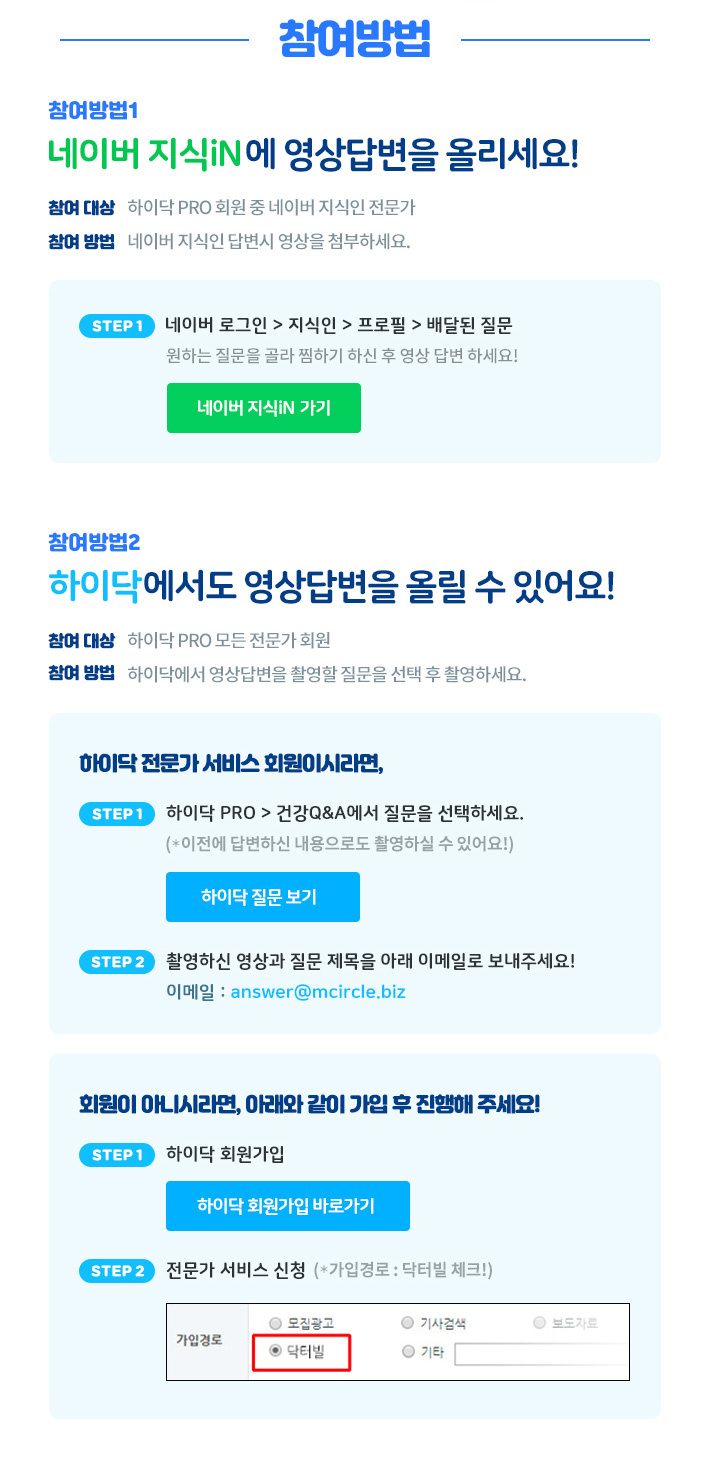 참여방법
참여방법1
네이버 지식iN에 영상답변을 올리세요!
참여 대상 하이닥 PRO 회원 중 네이버 지식인 전문가
참여 방법 네이버 지식인 답변시 영상을 첨부하세요.
STEP 1 네이버 로그인 > 지식인 > 프로필 > 배달된 질문
원하는 질문을 골라 찜하기 하신 후 영상 답변 하세요!
네이버 지식iN 가기
참여방법2
하이닥에서도 영상답변을 올릴 수 있어요!
참여 대상 하이닥 PRO 모든 전문가 회원
참여 방법 하이닥에서 영상답변을 촬영할 질문을 선택 후 촬영하세요.
하이닥 전문가 서비스 회원이시라면,
STEP 1 하이닥 PRO > 건강Q&A에서 질문을 선택하세요.
(*이전에 답변하신 내용으로도 촬영하실 수 있어요!)
하이닥 질문 보기
STEP 2 촬영하신 영상과 질문 제목을 아래 이메일로 보내주세요!
이메일 : answer@mcircle.biz
회원이 아니시라면, 아래와 같이 가입 후 진행해 주세요!
STEP 1 하이닥 회원가입
하이닥 회원가입 바로가기
STEP 2 전문가 서비스 신청 (*가입경로 : 닥터빌 체크!)
가입경로
모집광고 기사검색 보도자료
닥터빌 기타